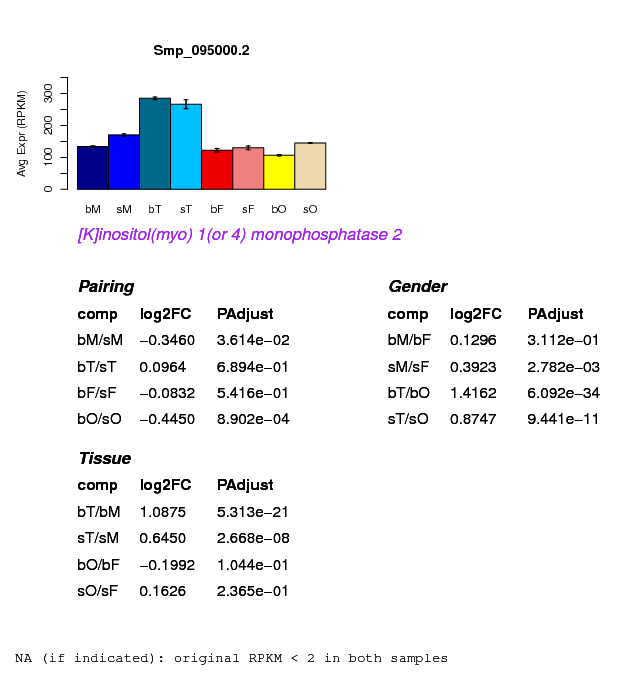 Smp_095000.2
Avg Expr (RPKM)
0 100 200 300
bM sM bT sT bF sF bO sO
[K]inositol(myo) 1(or 4) monophosphatase 2
Pairing
comp log2FC PAdjust
bM/sM −0.3460 3.614e−02
bT/sT 0.0964 6.894e−01
bF/sF −0.0832 5.416e−01
bO/sO −0.4450 8.902e−04
Gender
comp log2FC PAdjust
bM/bF 0.1296 3.112e−01
sM/sF 0.3923 2.782e−03
bT/bO 1.4162 6.092e−34
sT/sO 0.8747 9.441e−11
Tissue
comp log2FC PAdjust
bT/bM 1.0875 5.313e−21
sT/sM 0.6450 2.668e−08
bO/bF −0.1992 1.044e−01
sO/sF 0.1626 2.365e−01
NA (if indicated): original RPKM < 2 in both samples